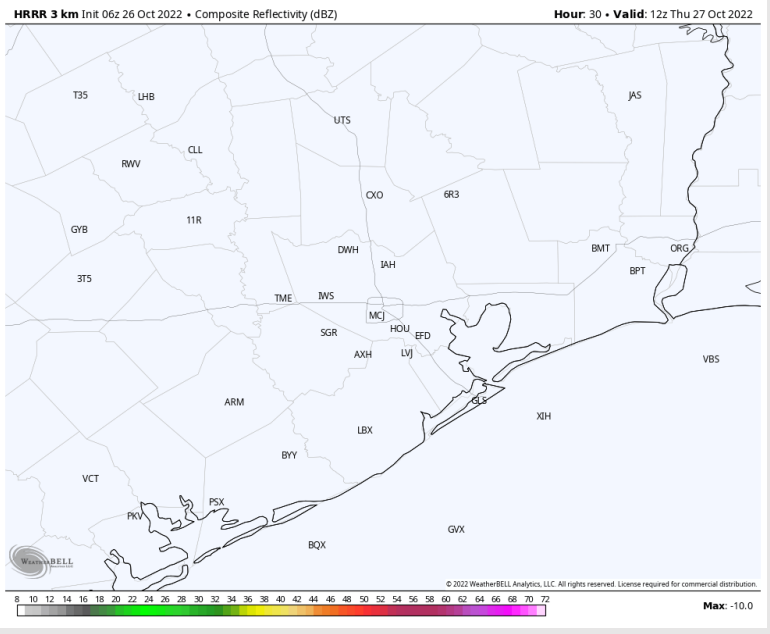 HRRR 3 km Init 06z 26 Oct 2022 • Composite Reflectivity (dBZ)
Hour: 30 • Valid: 12z Thu 27 Oct 2022
T35
LHB
JAS
UTS
CLL
RWV
CXO
6R3
11R
GYB
DWH
BMT
ORG
IAH
BPT
3T5
TME
IWS
MCJ
HOU
SGR
EFD
AXH
LVJ
VBS
GLS
ARM
XIH
LBX
BYY
VCT
PSX
PKV
GVX
BQX
WEATHERBELL
© 2022 WeatherBELL Analytics, LLC. All rights reserved. License required for commercial distribution.
8 10 12 14 16 18 20 22 24 26 28 30 32 34 36 38 40 42 44 46 48 50 52 54 56 58 60 62 64 66 68 70 72
Max: -10.0